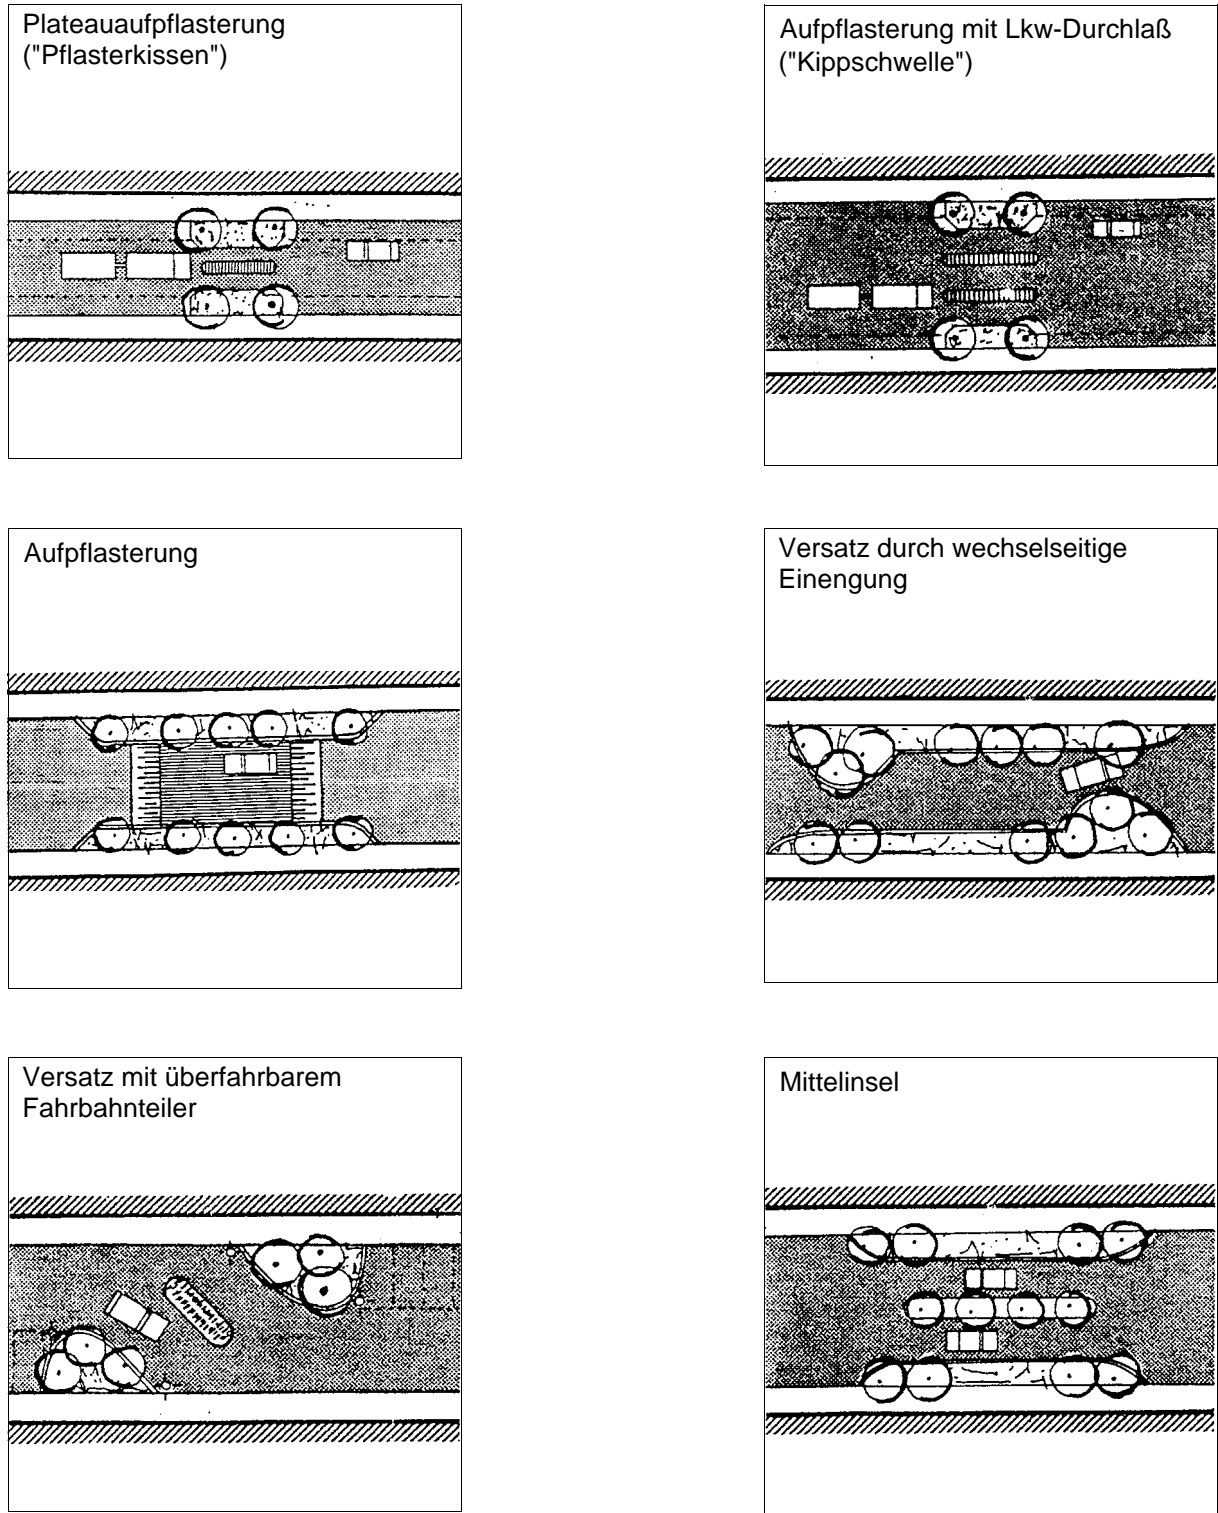 Plateauaufpflasterung
("Pflasterkissen")
Aufpflasterung mit Lkw-Durchlaß
("Kippschwelle")
Aufpflasterung
Versatz durch wechselseitige
Einengung
Versatz mit überfahrbarem
Fahrbahnteiler
Mittelinsel